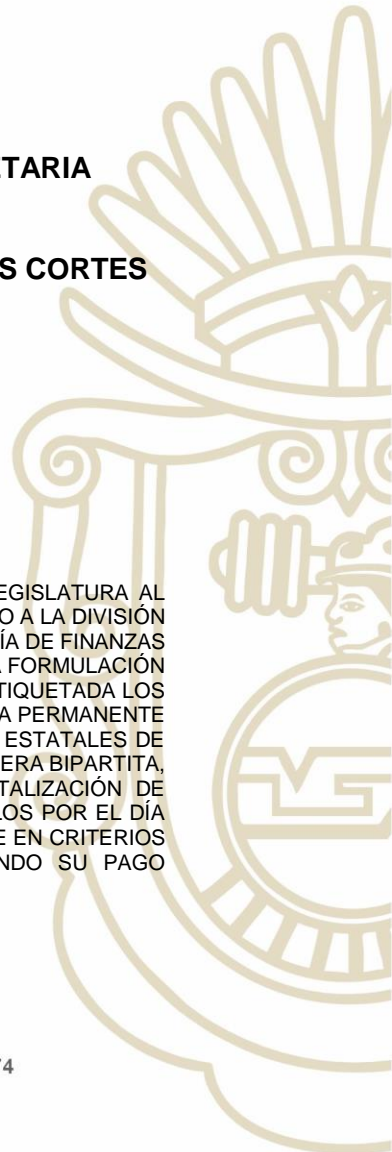 ETARIA
S CORTES
EGISLATURA AL
O A LA DIVISIÓN
ÍA DE FINANZAS
A FORMULACIÓN
TIQUETADA LOS
A PERMANENTE
ESTATALES DE
ERA BIPARTITA,
TALIZACIÓN DE
LOS POR EL DÍA
E EN CRITERIOS
NDO SU PAGO
74